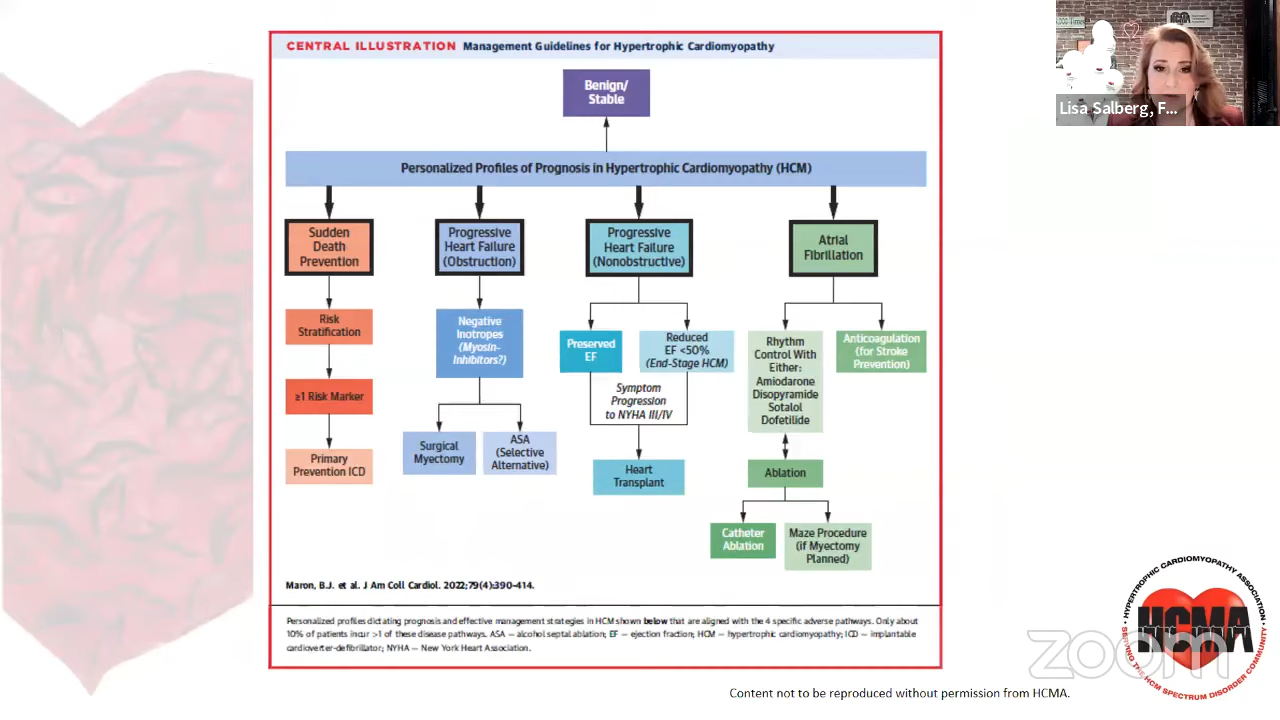 CENTRAL ILLUSTRATION Management Guidelines for Hypertrophic Cardiomyopathy
Benign/
Stable
Personalized Profiles of Prognosis in Hypertrophic Cardiomyopathy (HCM)
Sudden
Death
Prevention
Risk
Stratification
≥1 Risk Marker
Primary
Prevention ICD
Progressive
Heart Failure
(Obstruction)
Negative
Inotropes
(Myosin-
Inhibitors?)
Surgical
Myectomy
ASA
(Selective
Alternative)
Progressive
Heart Failure
(Nonobstructive)
Preserved
EF
Reduced
EF <50%
(End-Stage HCM)
Symptom
Progression
to NYHA III/IV
Heart
Transplant
Atrial
Fibrillation
Rhythm
Control With
Either:
Amiodarone
Disopyramide
Sotalol
Dofetilide
Anticoagulation
(for Stroke
Prevention)
Ablation
Catheter
Ablation
Maze Procedure
(if Myectomy
Planned)
Maron, B.J. et al. J Am Coll Cardiol. 2022;79(4):390-414.
Personalized profiles dictating prognosis and effective management strategies in HCM shown below that are aligned with the 4 specific adverse pathways. Only about
10% of patients incur >1 of these disease pathways. ASA = alcohol septal ablation; EF = ejection fraction; HCM = hypertrophic cardiomyopathy; ICD = implantable
cardioverter-defibrillator; NYHA = New York Heart Association.
Content not to be reproduced without permission from HCMA.
Lisa Salberg, F...
HYPERTROPHIC CARDIOMYOPATHY ASSOCIATION
HCMA
SERVING THE HCM SPECTRUM DISORDER COMMUNITY
zoom